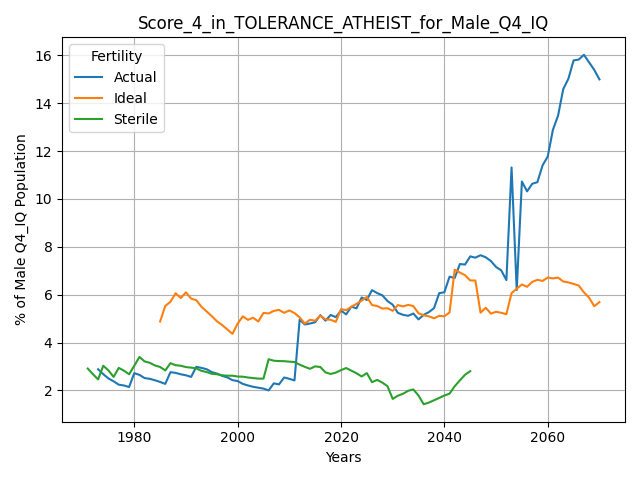 Score_4_in_TOLERANCE_ATHEIST_for_Male_Q4_IQ
Fertility
Actual
Ideal
Sterile
% of Male Q4_IQ Population
16
14
12
10
8
6
4
2
1980
2000
2020
2040
2060
Years